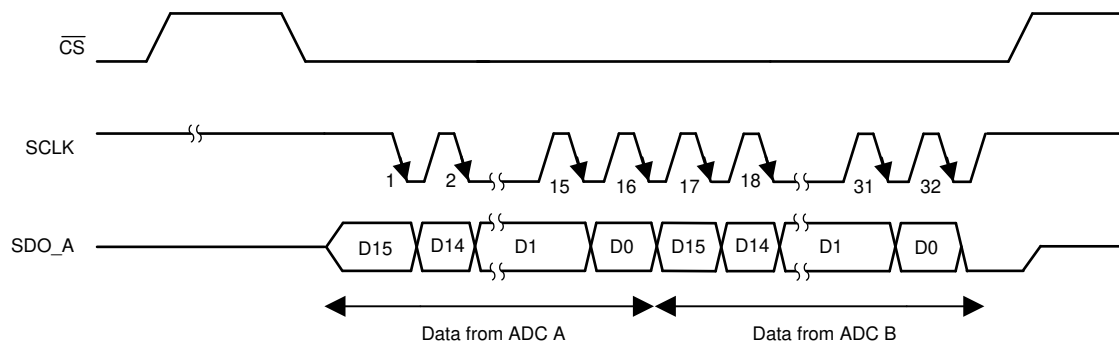 CS
SCLK
1 2 15 16 17 18 31 32
SDO_A
D15 D14 D1 D0 D15 D14 D1 D0
Data from ADC A Data from ADC B